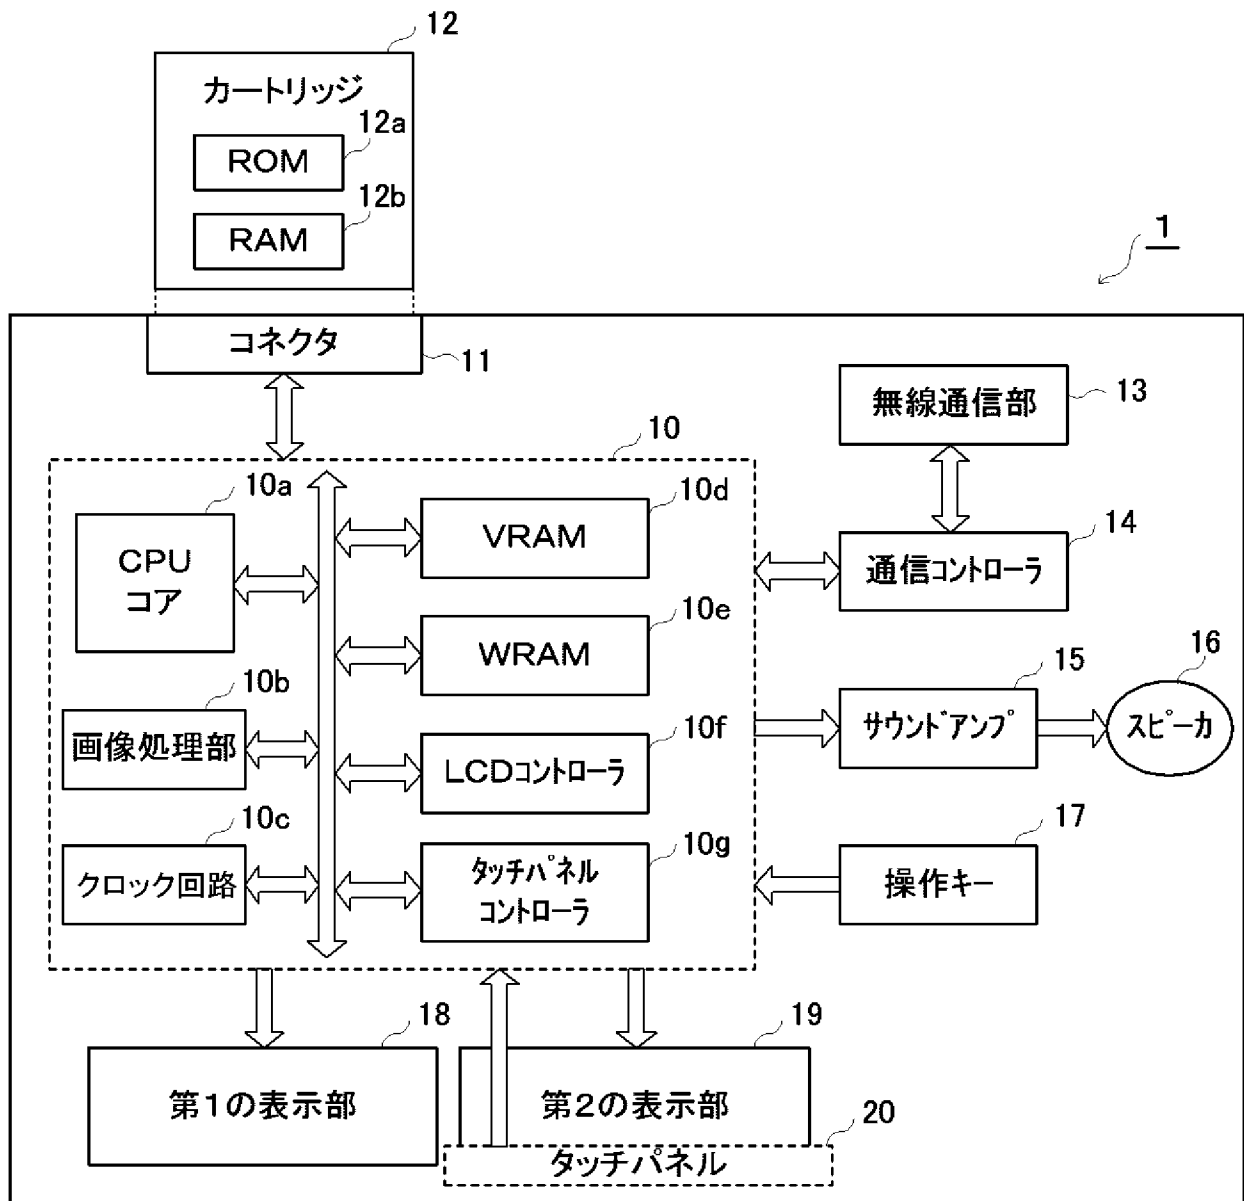 12
カートリッジ
12a
ROM
12b
RAM
1
コネクタ
11
無線通信部
13
10
10a
CPU
コア
10d
VRAM
14
通信コントローラ
10e
WRAM
10b
画像処理部
15
サウンドアンプ
16
スピーカ
10f
LCDコントローラ
10c
クロック回路
10g
タッチパネル
コントローラ
17
操作キー
18
第1の表示部
19
第2の表示部
20
タッチパネル